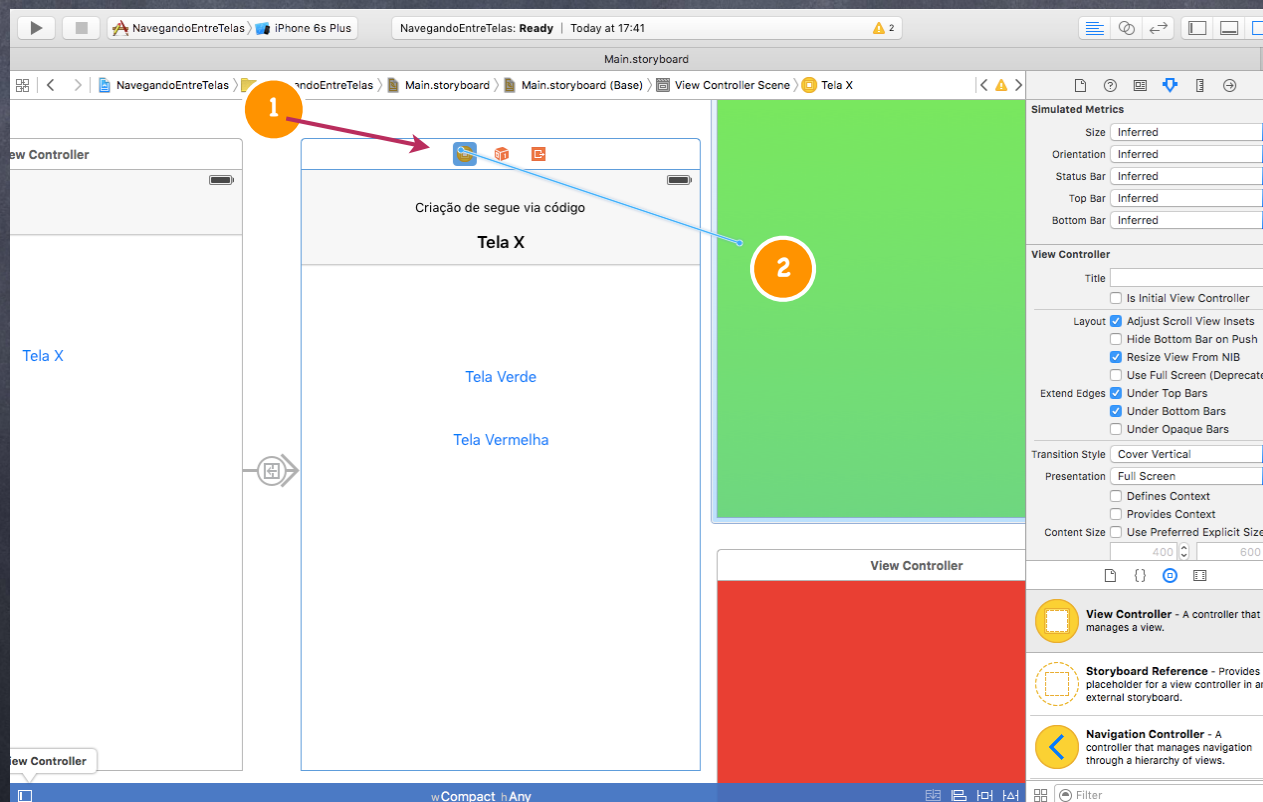 NavegandoEntreTelas iPhone 6s Plus
NavegandoEntreTelas: Ready | Today at 17:41
2
Main.storyboard
NavegandoEntreTelas
andoEntreTelas
Main.storyboard
Main.storyboard (Base)
View Controller Scene
Tela X
1
ew Controller
Tela X
iew Controller
Criação de segue via código
Tela X
Tela Verde
Tela Vermelha
2
View Controller
wCompact hAny
Simulated Metrics
Size Inferred
Orientation Inferred
Status Bar Inferred
Top Bar Inferred
Bottom Bar Inferred
View Controller
Title
Is Initial View Controller
Layout Adjust Scroll View Insets
Hide Bottom Bar on Push
Resize View From NIB
Use Full Screen (Deprecate
Extend Edges Under Top Bars
Under Bottom Bars
Under Opaque Bars
Transition Style Cover Vertical
Presentation Full Screen
Defines Context
Provides Context
Content Size Use Preferred Explicit Size
400 600
{}
View Controller - A controller that
manages a view.
Storyboard Reference - Provides
placeholder for a view controller in an
external storyboard.
Navigation Controller - A
controller that manages navigation
through a hierarchy of views.
Filter